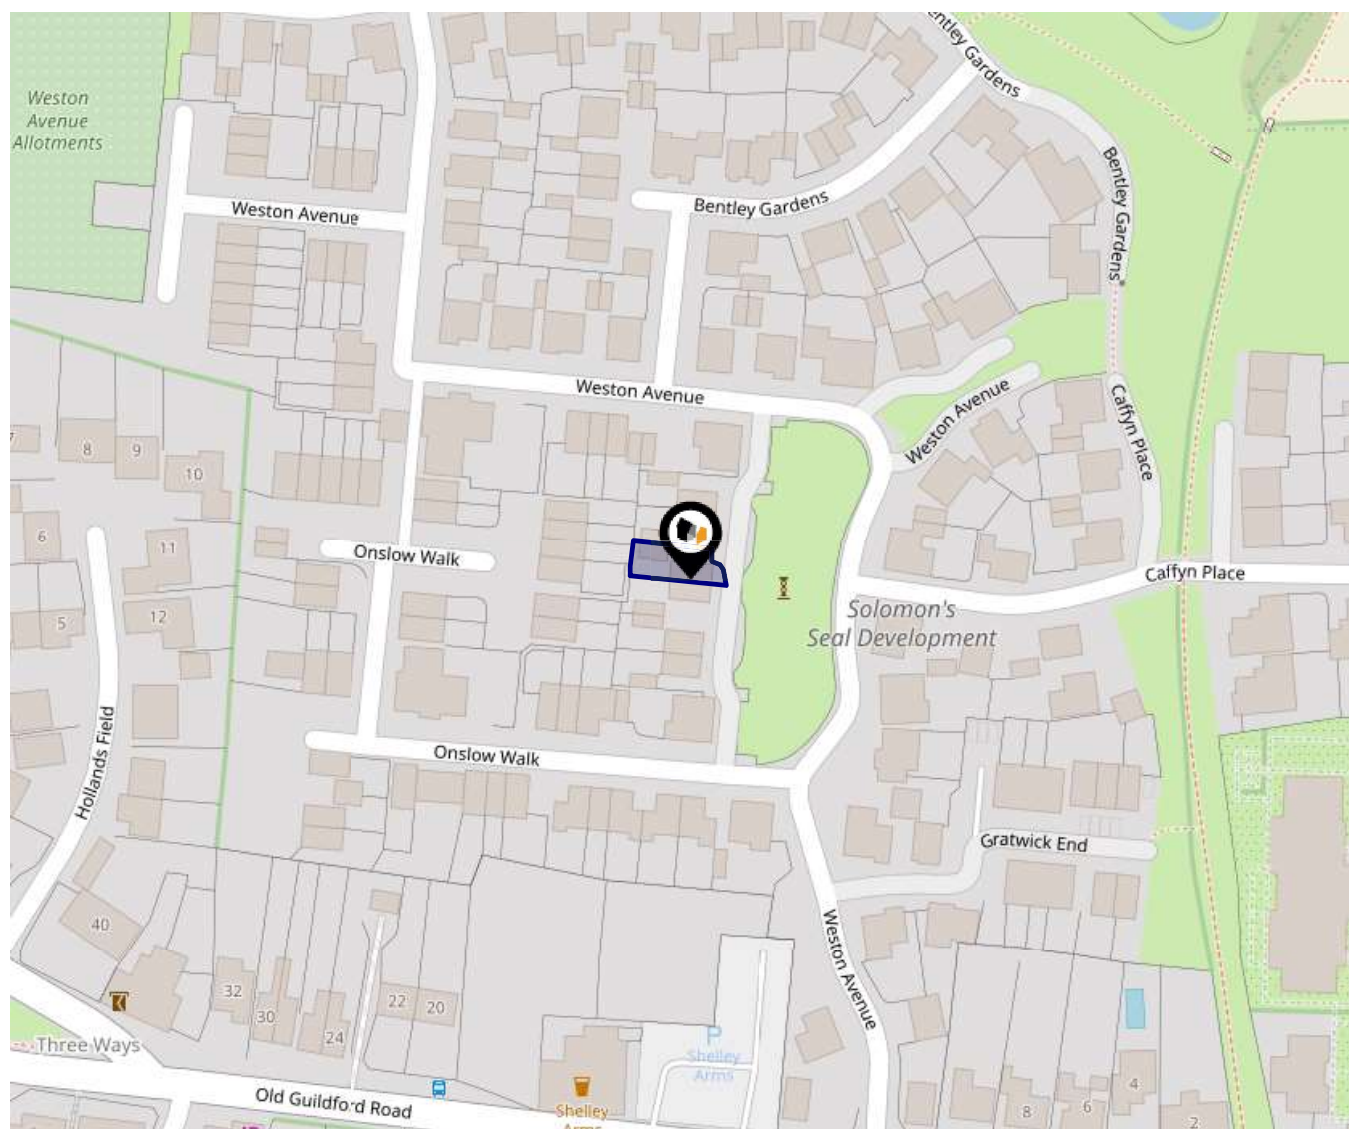 Bentley Gardens
Weston
Avenue
Allotments
Weston Avenue
Bentley Gardens
Bentley Gardens
Weston Avenue
Weston Avenue
Caffyn Place
8
9
10
6
11
Onslow Walk
Caffyn Place
5
12
Solomon's
Seal Development
Hollands Field
Onslow Walk
Gratwick End
40
Weston Avenue
32
30
24
22
20
Three Ways
P
Shelley
Arms
Old Guildford Road
Shelley
Arms
8
6
4
2